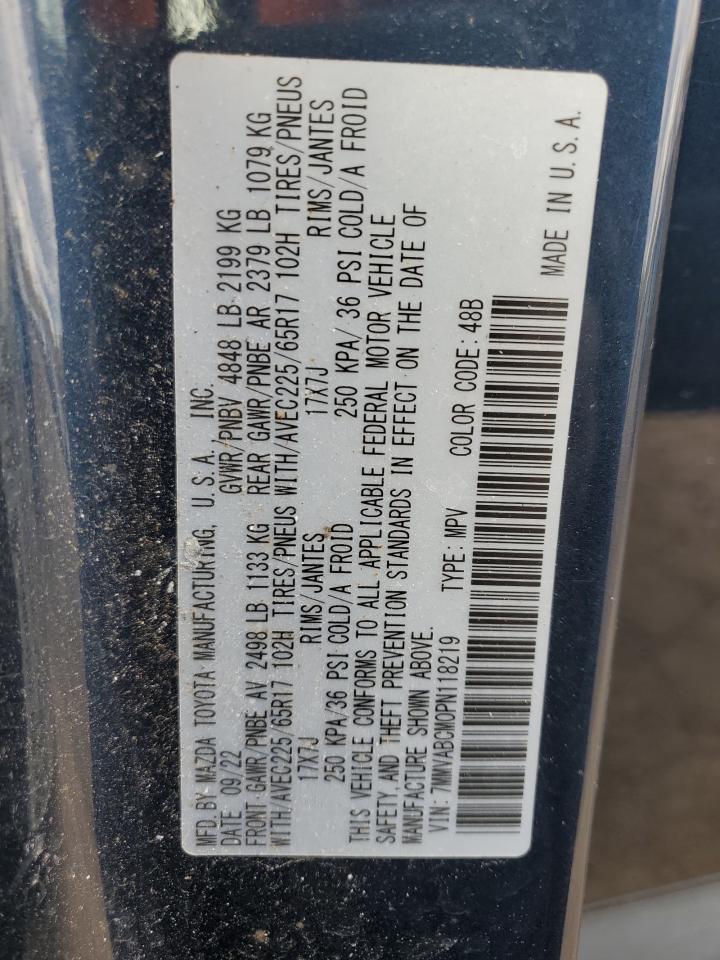 MFD. BY MAZDA TOYOTA MANUFACTURING, U.S.A., INC.
DATE 09/22 GVWR/PNBV 4848 LB 2199 KG
FRONT GAWR/PNBE AV 2498 LB 1133 KG REAR GAWR/PNBE AR 2379 LB 1079 KG
WITH/AVEC225/65R17 102H TIRES/PNEUS WITH/AVEC225/65R17 102H TIRES/PNEUS
17X7J RIMS/JANTES 17X7J RIMS/JANTES
250 KPA/36 PSI COLD/A FROID 250 KPA/ 36 PSI COLD/A FROID
THIS VEHICLE CONFORMS TO ALL APPLICABLE FEDERAL MOTOR VEHICLE
SAFETY, AND THEFT PREVENTION STANDARDS IN EFFECT ON THE DATE OF
MANUFACTURE SHOWN ABOVE.
VIN: 7MMVABCM0PN118219 TYPE: MPV COLOR CODE: 48B
MADE IN U.S.A.